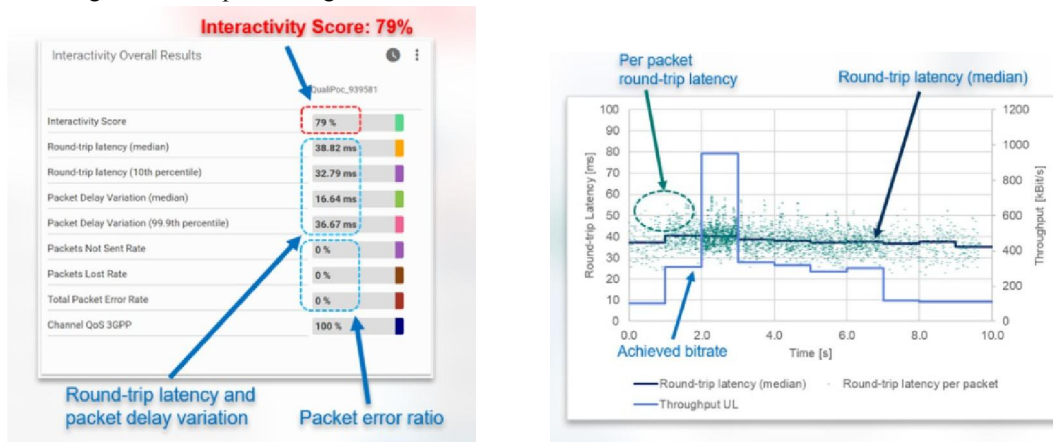 Interactivity Score: 79%
Interactivity Overall Results
QualiPoc_939581
Interactivity Score 79 %
Round-trip latency (median) 38.82 ms
Round-trip latency (10th percentile) 32.79 ms
Packet Delay Variation (median) 16.64 ms
Packet Delay Variation (99.9th percentile) 36.67 ms
Packets Not Sent Rate 0 %
Packets Lost Rate 0 %
Total Packet Error Rate 0 %
Channel QoS 3GPP 100 %
Round-trip latency and
packet delay variation
Packet error ratio
Per packet
round-trip latency
Round-trip latency (median)
100
90
80
70
60
50
40
30
20
10
0
Round-trip Latency [ms]
1200
1000
800
600
400
200
0
Throughput [kBit/s]
0.0 2.0 4.0 6.0 8.0 10.0
Achieved bitrate
Time [s]
Round-trip latency (median) Round-trip latency per packet
Throughput UL